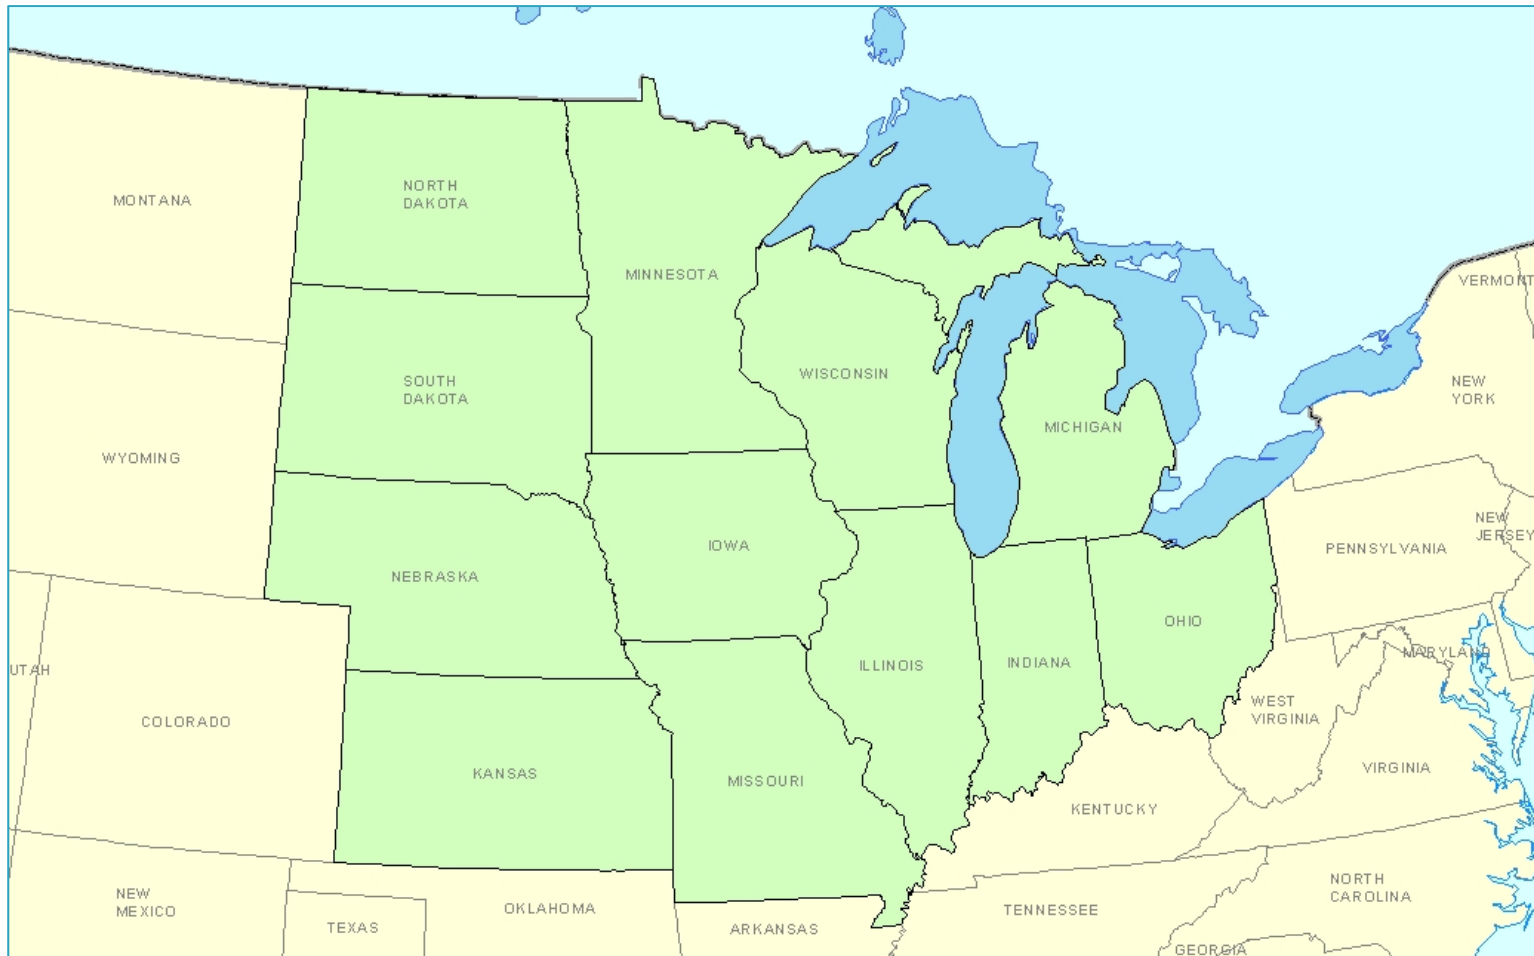 MONTANA
NORTH
DAKOTA
MINNESOTA
VERMONT
WISCONSIN
SOUTH
DAKOTA
NEW
YORK
MICHIGAN
WYOMING
NEW
JERSEY
IOWA
PENNSYLVANIA
NEBRASKA
OHIO
MARYLAND
UTAH
ILLINOIS
INDIANA
WEST
VIRGINIA
COLORADO
KANSAS
MISSOURI
VIRGINIA
KENTUCKY
NEW
MEXICO
TEXAS
OKLAHOMA
ARKANSAS
TENNESSEE
NORTH
CAROLINA
GEORGIA